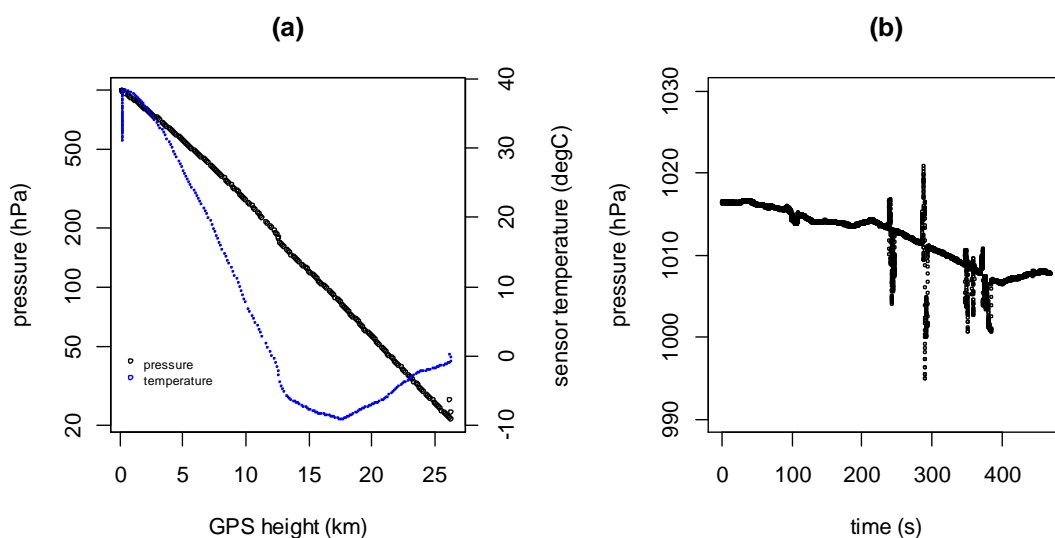 (a)
pressure (hPa)
500
200
100
50
20
40
30
20
10
0
-10
sensor temperature (degC)
pressure
temperature
0 5 10 15 20 25
GPS height (km)
(b)
pressure (hPa)
1030
1020
1010
1000
990
0 100 200 300 400
time (s)